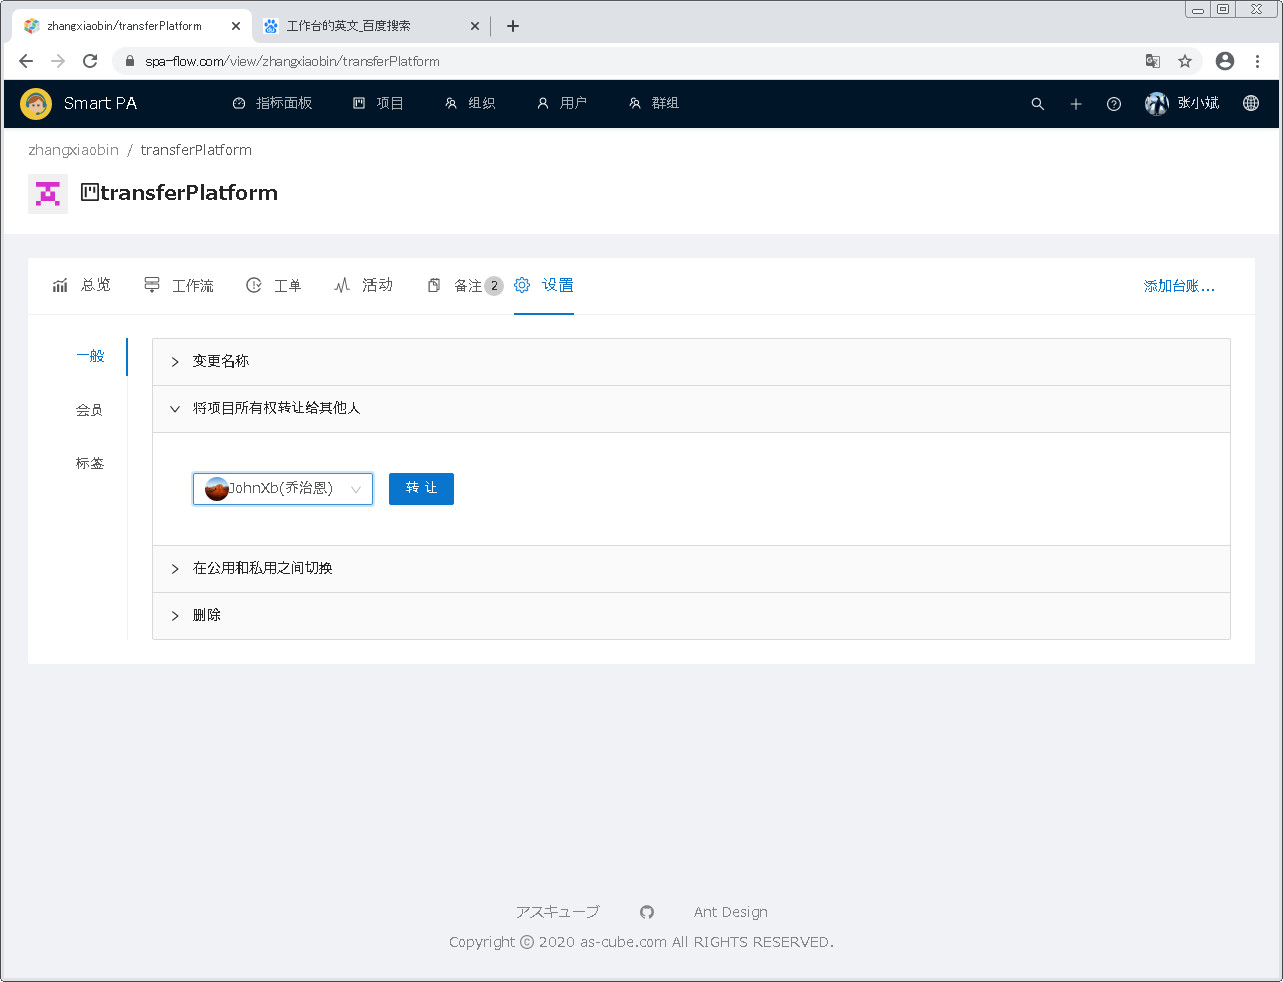 zhangxiaobin/transferPlatform
工作台的英文_百度搜索
spa-flow.com/view/zhangxiaobin/transferPlatform
Smart PA 指标面板 项目 组织 用户 群组 张小斌
zhangxiaobin / transferPlatform
transferPlatform
总览 工作流 工单 活动 备注 2 设置 添加台账...
一般
会员
标签
变更名称
将项目所有权转让给其他人
JohnXb(乔治恩) 转 让
在公用和私用之间切换
删除
アスキューブ Ant Design
Copyright © 2020 as-cube.com All RIGHTS RESERVED.